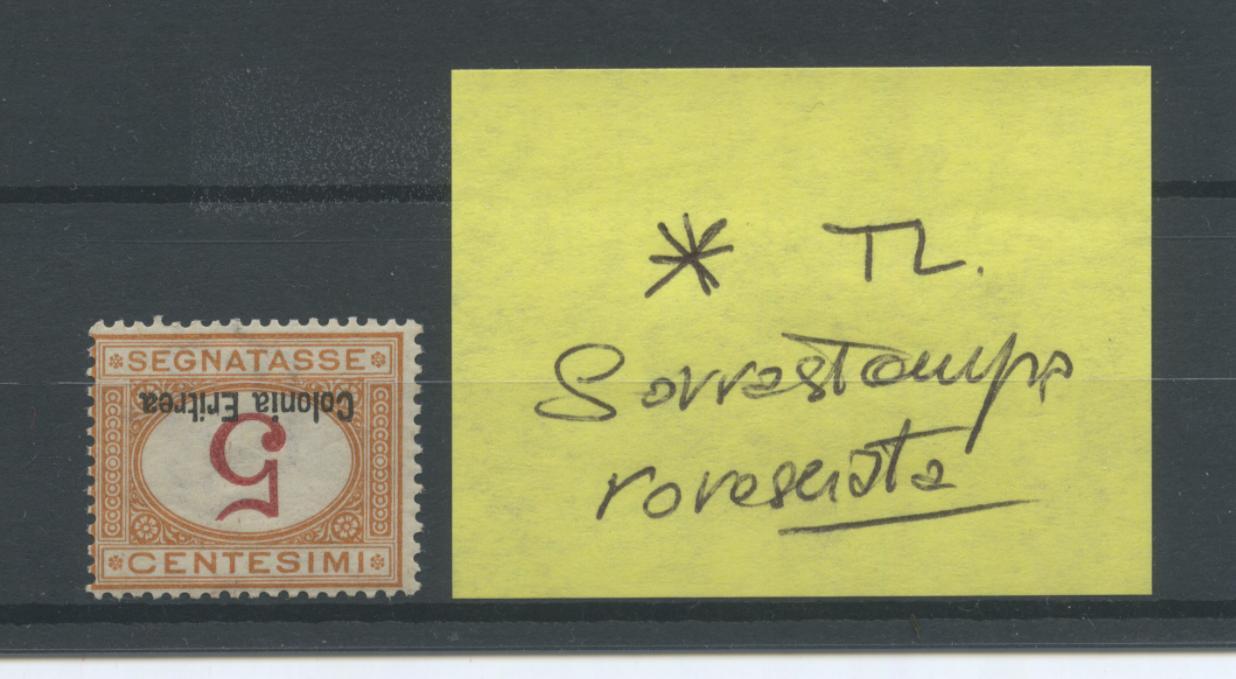 SEGNATASSE
Colonia Eritrea
5
CENTESIMI
* TL.
Sovrastampa
rovesciata